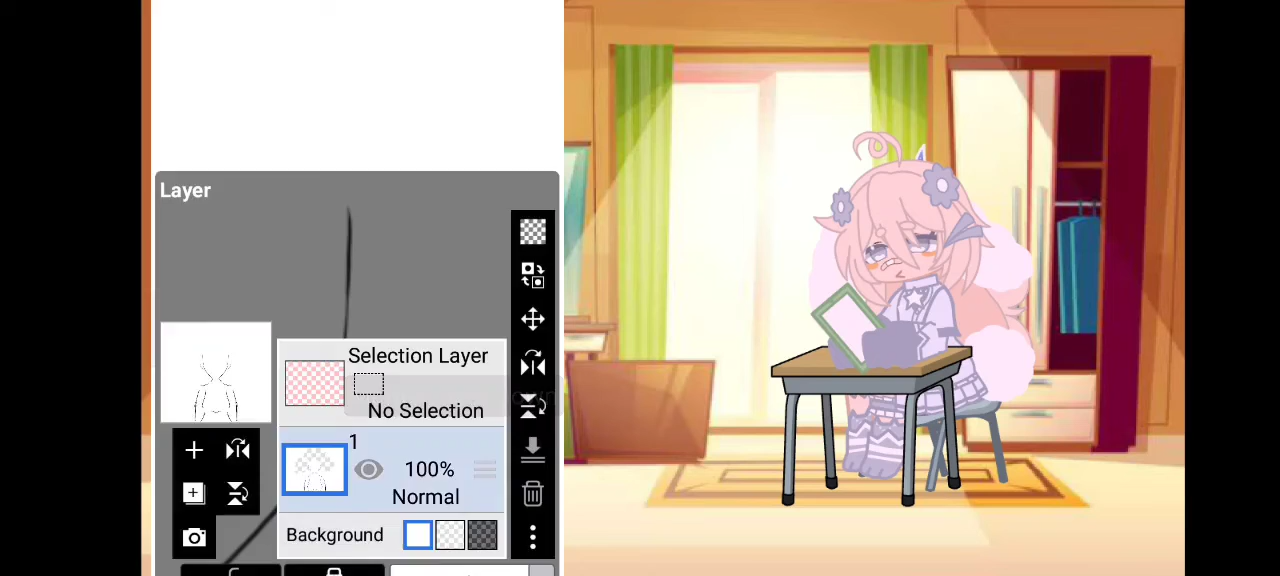 Layer
Selection Layer
No Selection
1
100%
Normal
Background